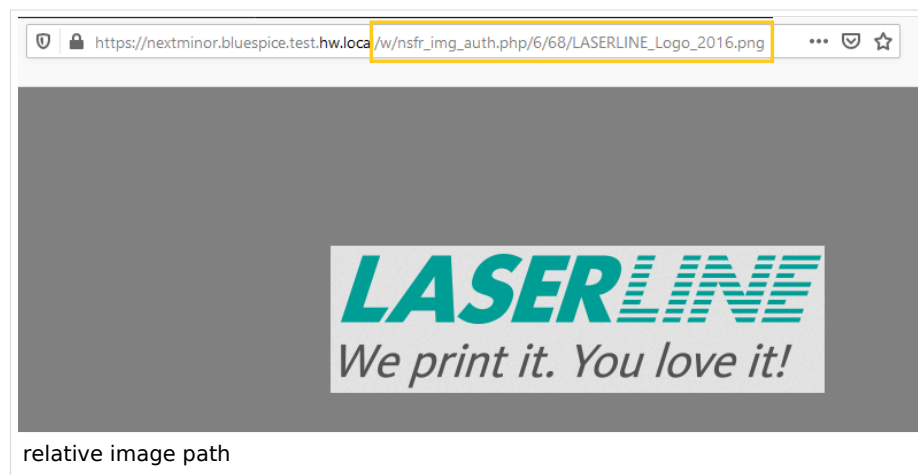 https://nextminor.bluespice.test.hw.local/w/nsfr_img_auth.php/6/68/LASERLINE_Logo_2016.png
LASERLINE
We print it. You love it!
relative image path